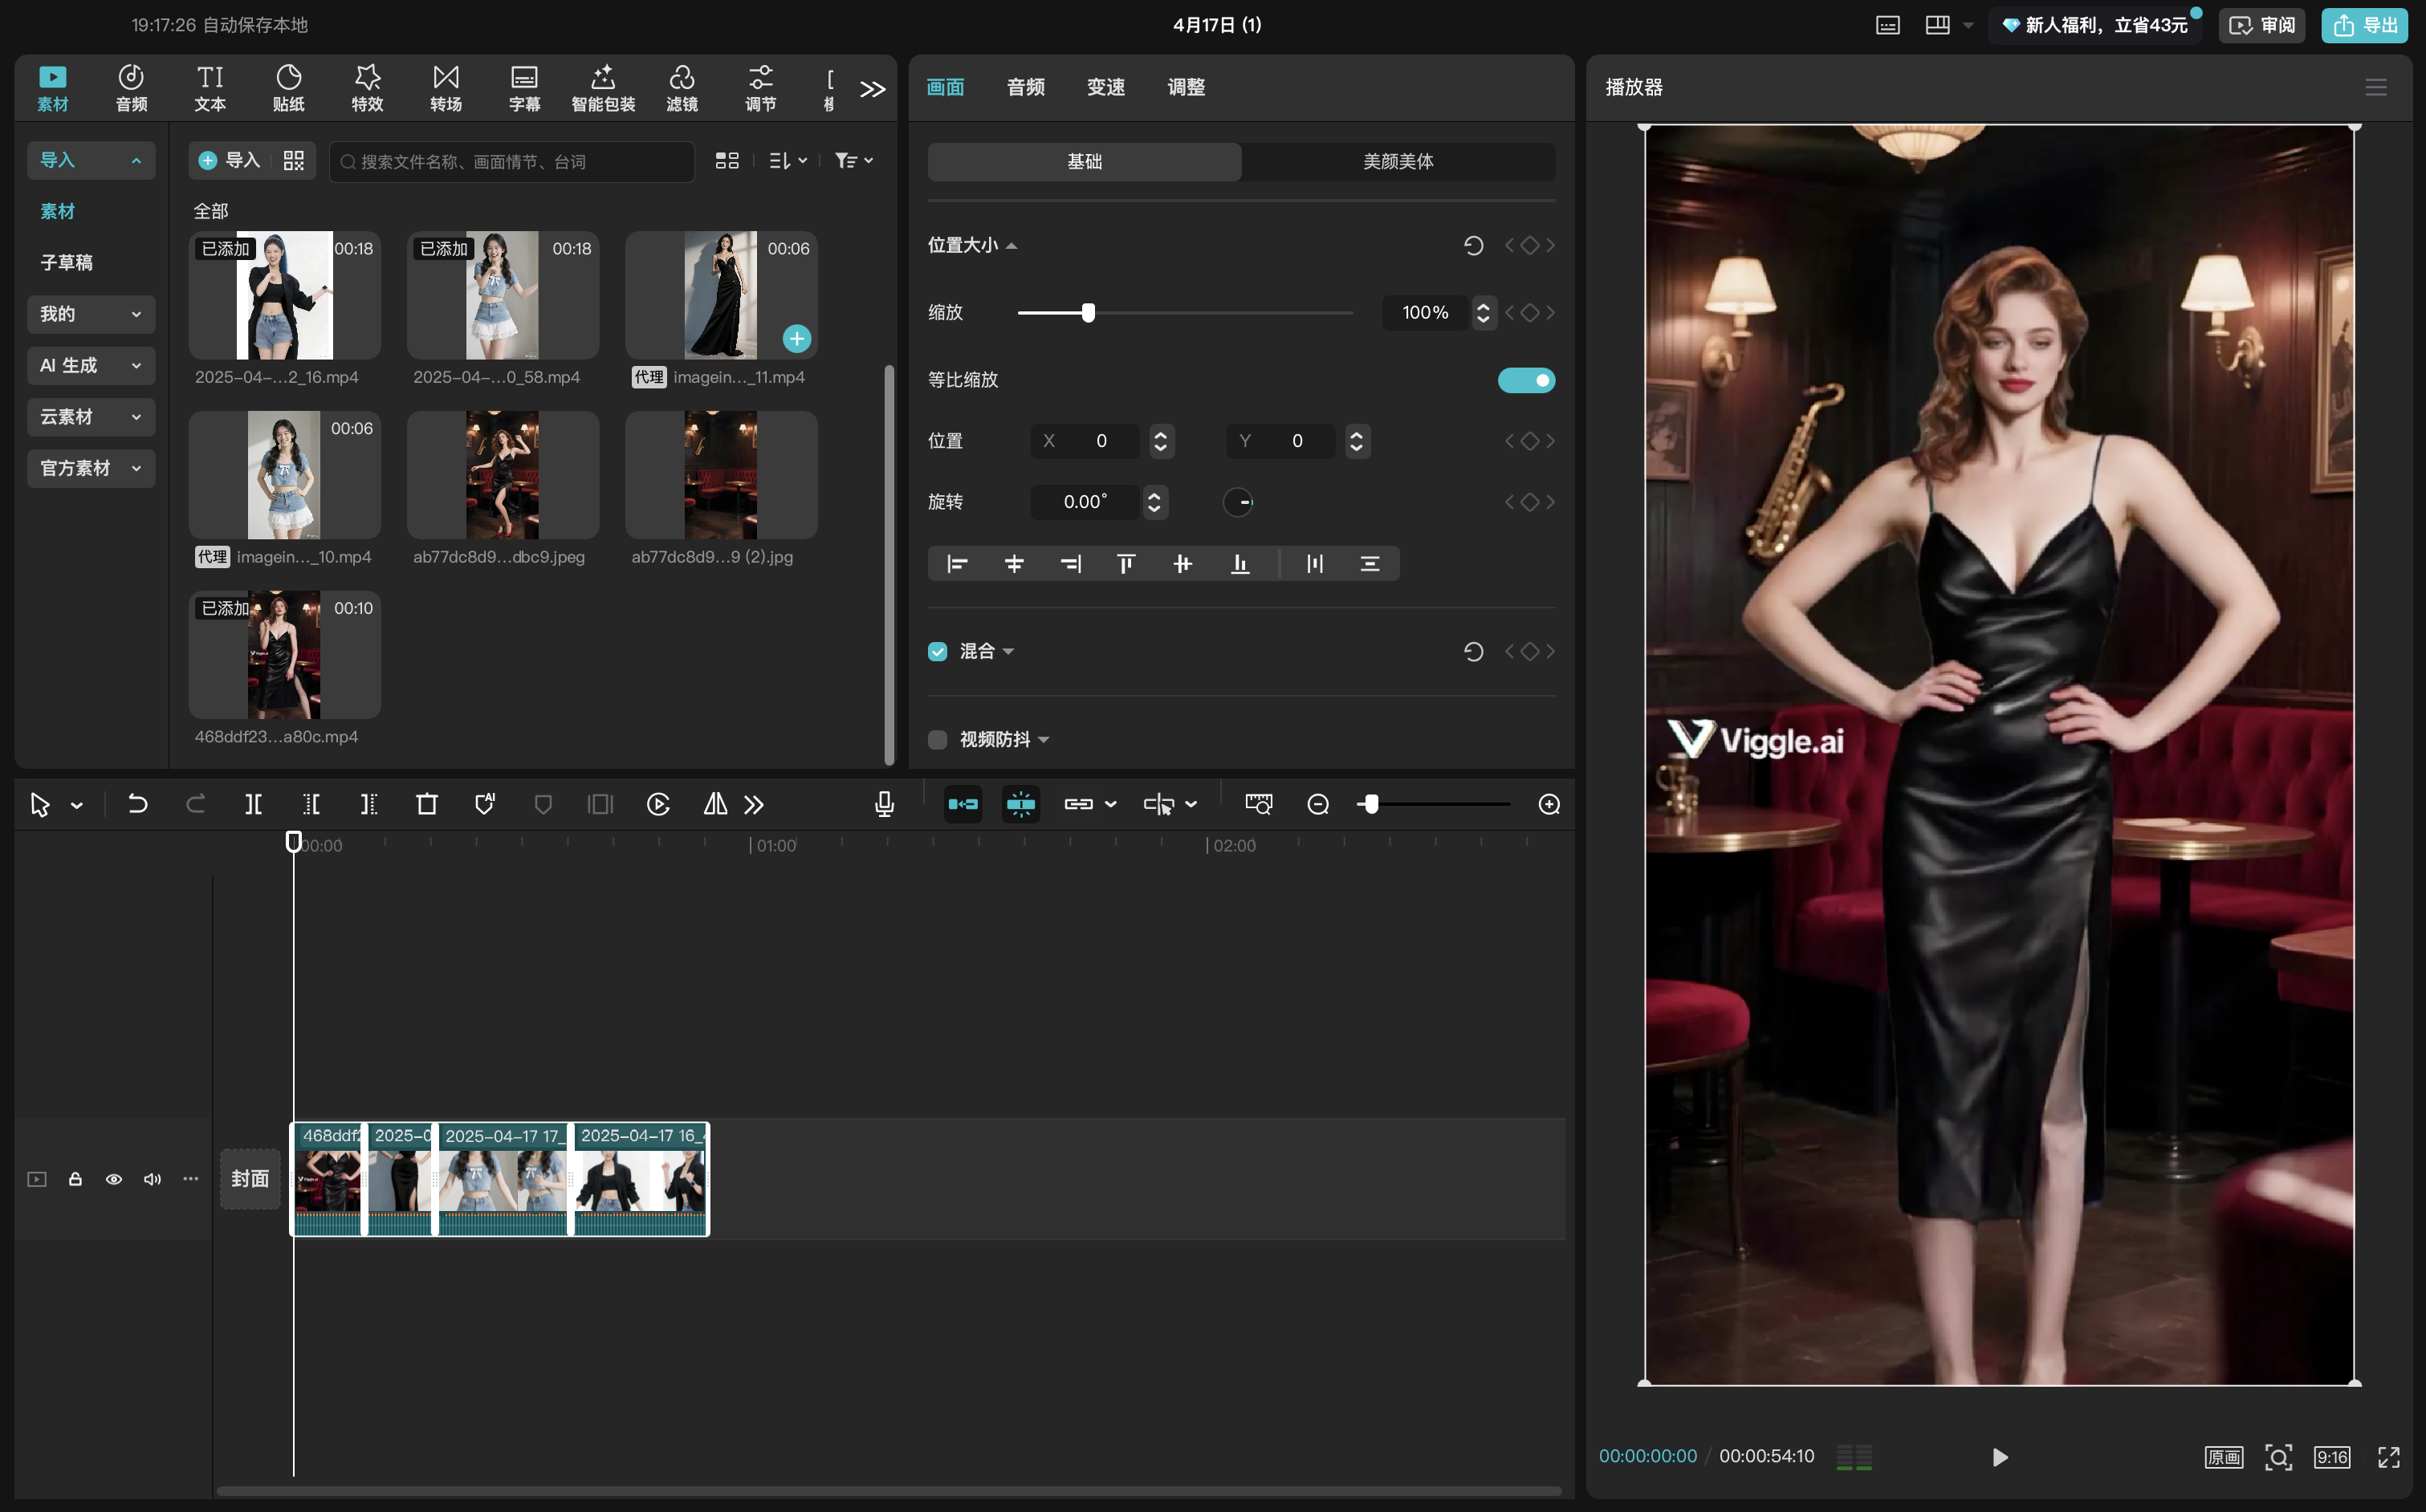 19:17:26 自动保存本地
4月17日 (1)
新人福利，立省43元
审阅
导出
素材
音频
文本
贴纸
特效
转场
字幕
智能包装
滤镜
调节
导入
素材
子草稿
我的
AI 生成
云素材
官方素材
导入
搜索文件名称、画面情节、台词
全部
已添加 00:18
2025-04-...2_16.mp4
已添加 00:18
2025-04-...0_58.mp4
00:06
代理 imagein..._11.mp4
00:06
代理 imagein..._10.mp4
ab77dc8d9...dbc9.jpeg
ab77dc8d9...9 (2).jpg
已添加 00:10
468ddf23...a80c.mp4
画面
音频
变速
调整
基础
美颜美体
位置大小
缩放 100%
等比缩放
位置 X 0 Y 0
旋转 0.00°
混合
视频防抖
播放器
Viggle.ai
00:00:00:00 / 00:00:54:10
原画
9:16
00:00
01:00
02:00
封面
468ddf2
2025-0
2025-04-17 17_
2025-04-17 16_